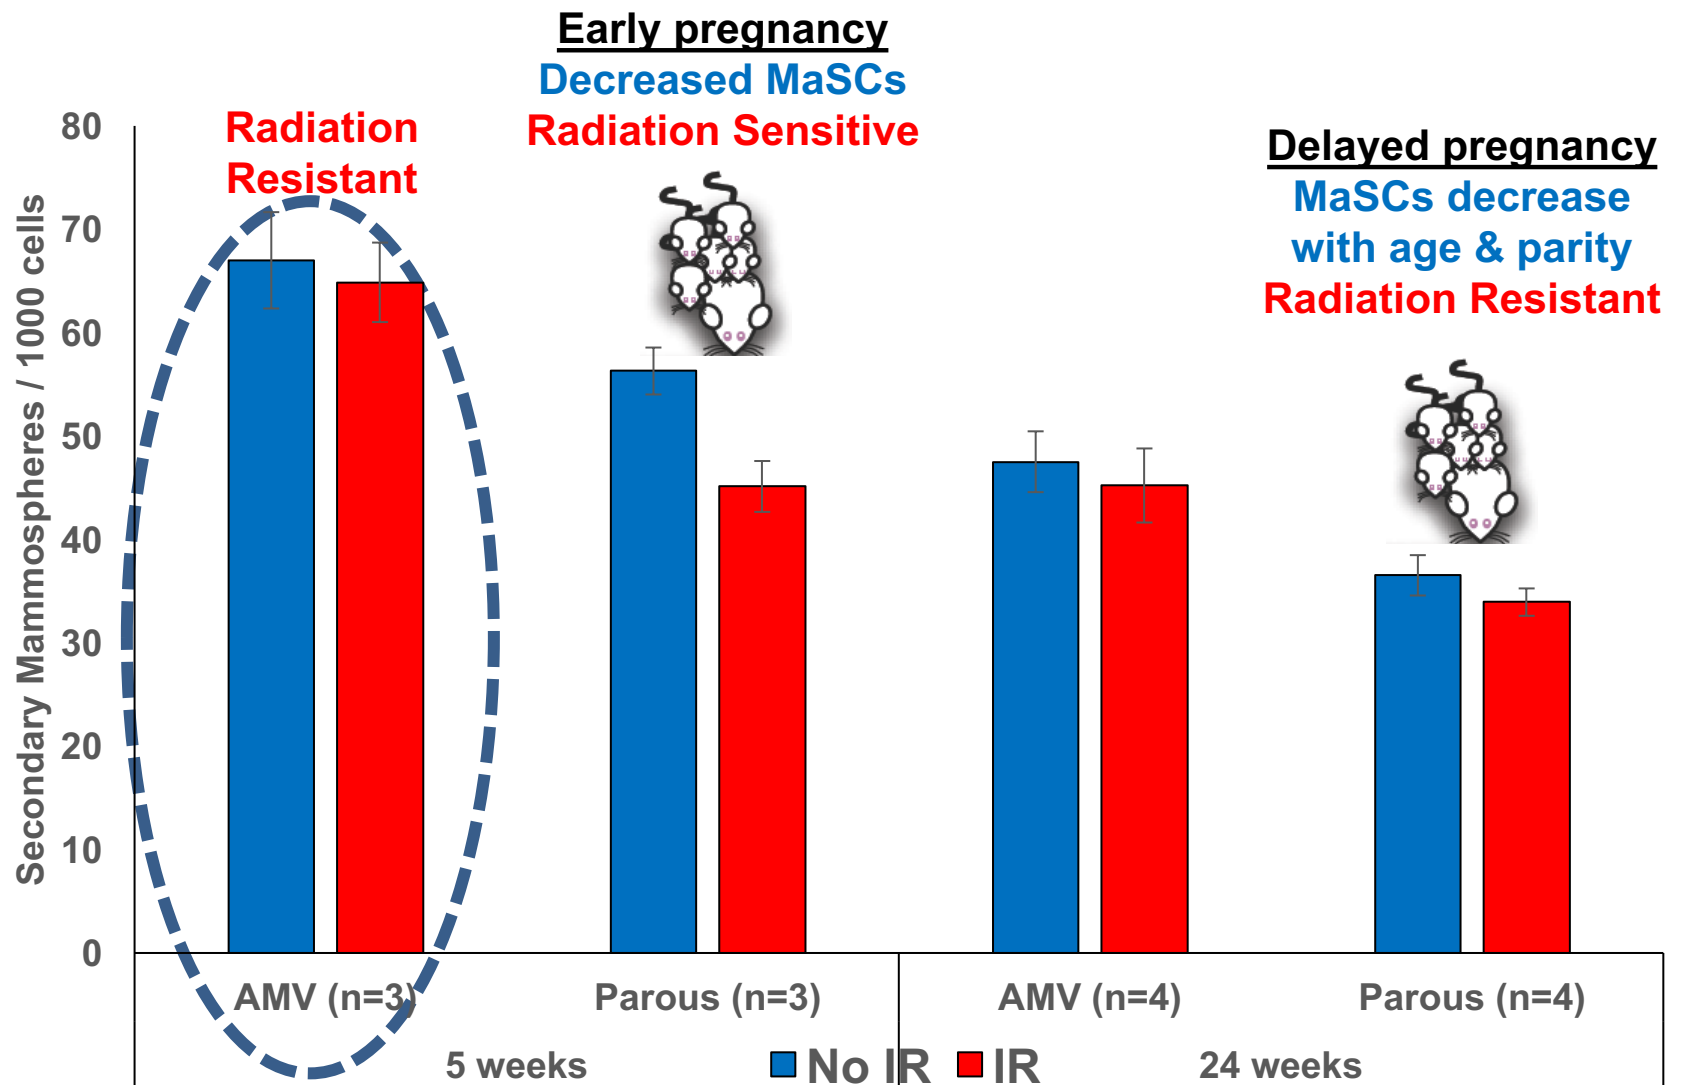 Early pregnancy
Decreased MaSCs
Radiation Sensitive
Radiation
Resistant
Delayed pregnancy
MaSCs decrease
with age & parity
Radiation Resistant
Secondary Mammospheres / 1000 cells
80
70
60
50
40
30
20
10
0
AMV (n=3)
Parous (n=3)
AMV (n=4)
Parous (n=4)
5 weeks
No IR
IR
24 weeks